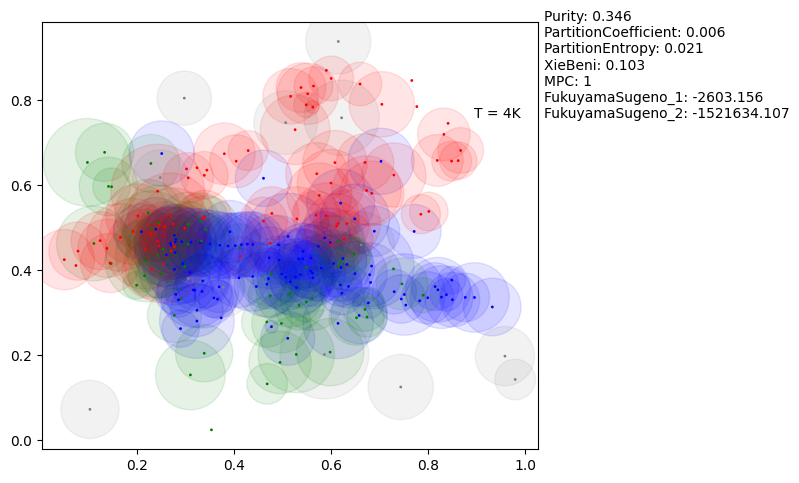 Purity: 0.346
PartitionCoefficient: 0.006
PartitionEntropy: 0.021
XieBeni: 0.103
MPC: 1
FukuyamaSugeno_1: -2603.156
FukuyamaSugeno_2: -1521634.107
T = 4K
0.8
0.6
0.4
0.2
0.0
0.2 0.4 0.6 0.8 1.0